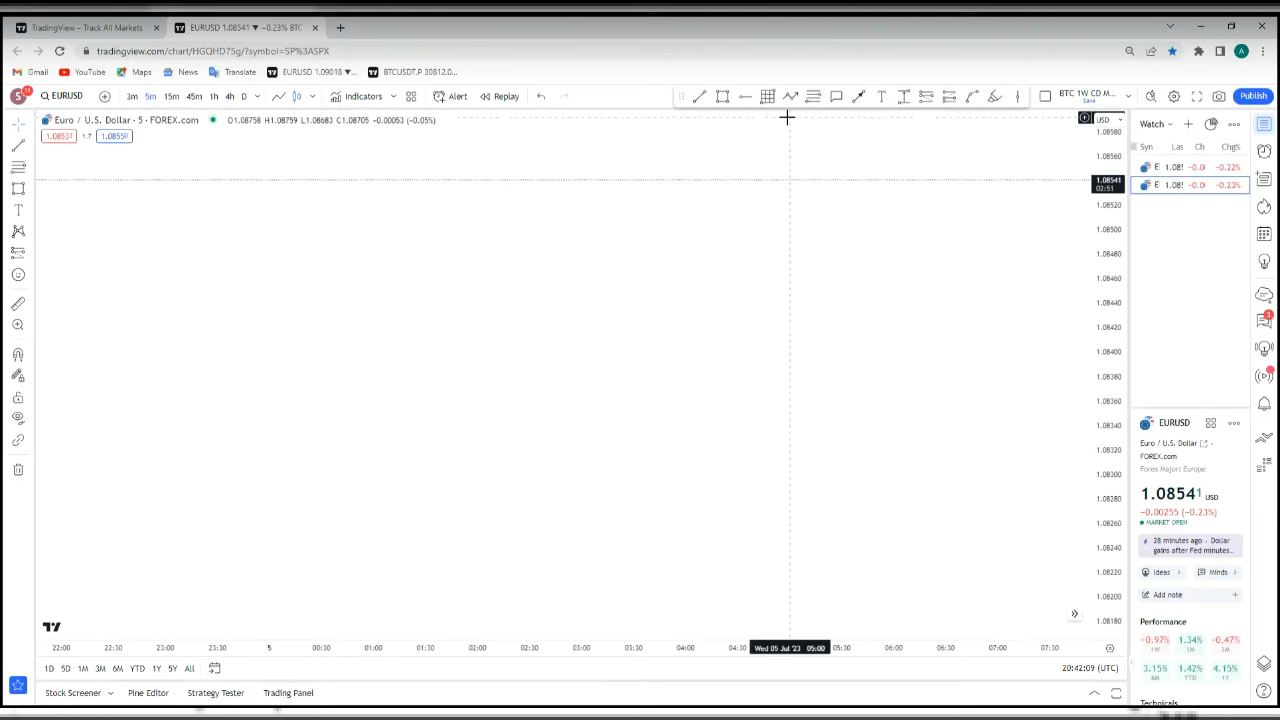 TradingView – Track All Markets
EURUSD 1.08541 ▼ −0.23% BTC
tradingview.com/chart/HGQHD75g/?symbol=SP%3ASPX
A
Gmail
YouTube
Maps
News
Translate
EURUSD 1.09018 ▼...
BTCUSDT.P 30812.0...
S
11
EURUSD
3m
5m
15m
45m
1h
4h
D
Indicators
Alert
Replay
BTC 1W CD M...
Save
Publish
Euro / U.S. Dollar · 5 · FOREX.com
O1.08758 H1.08759 L1.08683 C1.08705 −0.00053 (−0.05%)
1.7
USD
1.08580
1.08560
1.08541
02:51
1.08520
1.08500
1.08480
1.08460
1.08440
1.08420
1.08400
1.08380
1.08360
1.08340
1.08320
1.08300
1.08280
1.08260
1.08240
1.08220
1.08200
1.08180
22:00
22:30
23:00
23:30
5
00:30
01:00
01:30
02:00
02:30
03:00
03:30
04:00
04:30
Wed 05 Jul '23 05:00
05:30
06:00
06:30
07:00
07:30
1D
5D
1M
3M
6M
YTD
1Y
5Y
All
20:42:09 (UTC)
Stock Screener
Pine Editor
Strategy Tester
Trading Panel
Watch
Syn
Las
Ch
Chg%
E
1.08!
−0.0
−0.22%
E
1.08!
−0.0
−0.23%
EURUSD
Euro / U.S. Dollar ·
FOREX.com
Forex Major: Europe
1.08541 USD
−0.00255 (−0.23%)
MARKET OPEN
28 minutes ago · Dollar
gains after Fed minutes...
Ideas
Minds
Add note
Performance
−0.97%
1W
1.34%
1M
−0.47%
3M
3.15%
6M
1.42%
YTD
4.15%
1Y
Technicals
3